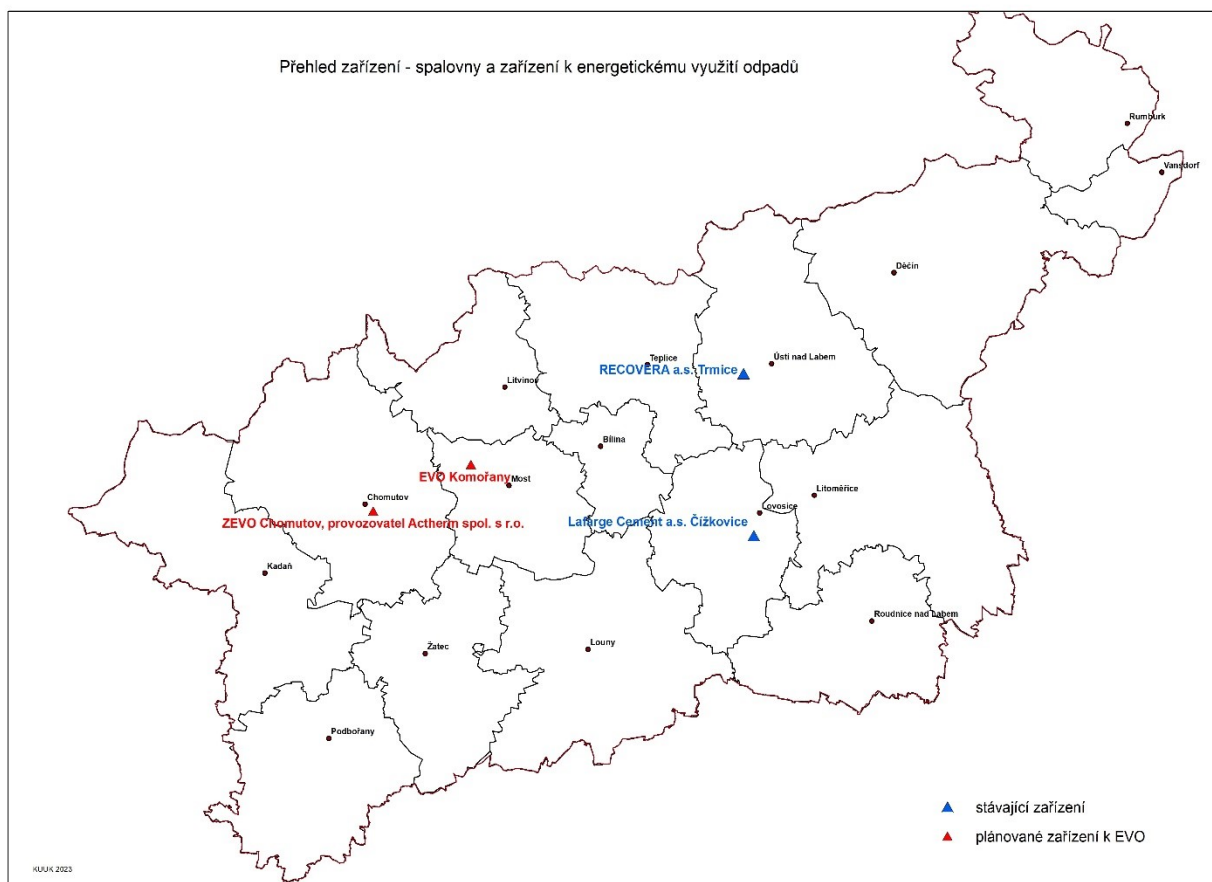 Přehled zařízení - spalovny a zařízení k energetickému využití odpadů
Rumburk
Vansdorf
Děčín
Teplice
Ústí nad Labem
RECOVERA a.s. Trmice
Litvínov
Bílina
EVO Komořany
Most
Chomutov
Litoměřice
Lovosice
ZEVO Chomutov, provozovatel Actherm spol. s r.o.
Lafarge Cement a.s. Čížkovice
Kadaň
Roudnice nad Labem
Louny
Žatec
Podbořany
stávající zařízení
plánované zařízení k EVO
KUUK 2023